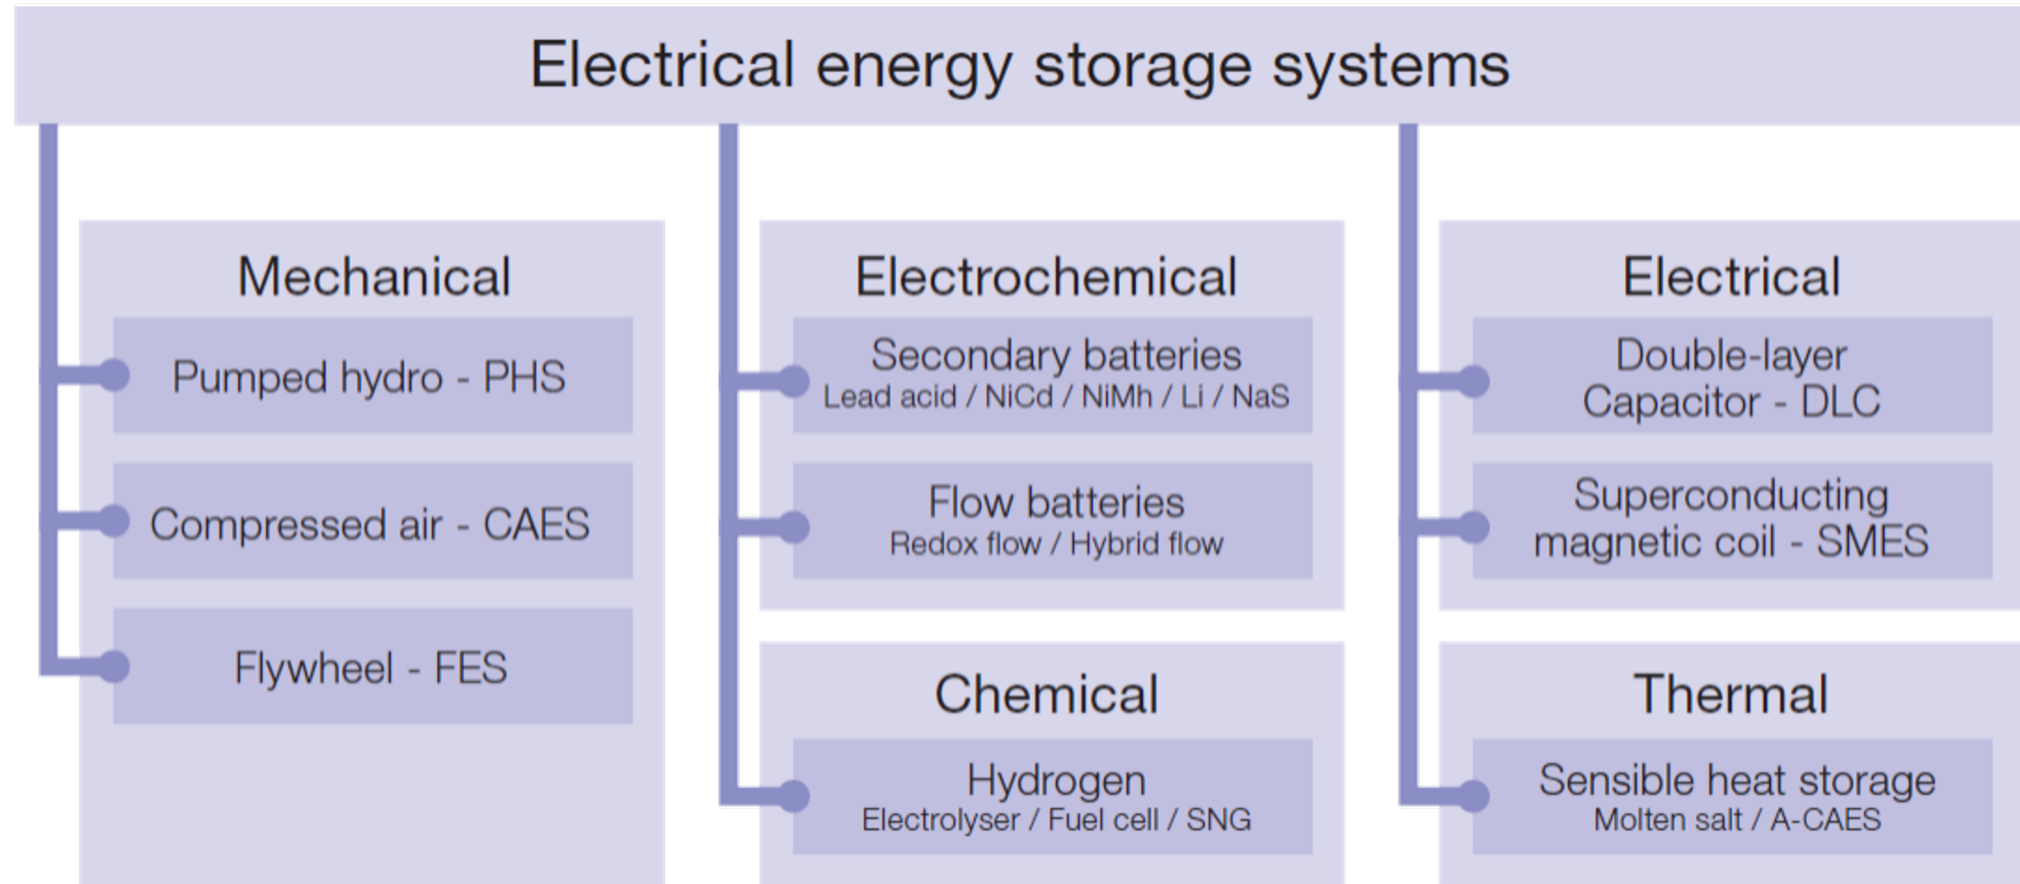 Electrical energy storage systems
Mechanical
Pumped hydro - PHS
Compressed air - CAES
Flywheel - FES
Electrochemical
Secondary batteries
Lead acid / NiCd / NiMh / Li / NaS
Flow batteries
Redox flow / Hybrid flow
Chemical
Hydrogen
Electrolyser / Fuel cell / SNG
Electrical
Double-layer
Capacitor - DLC
Superconducting
magnetic coil - SMES
Thermal
Sensible heat storage
Molten salt / A-CAES